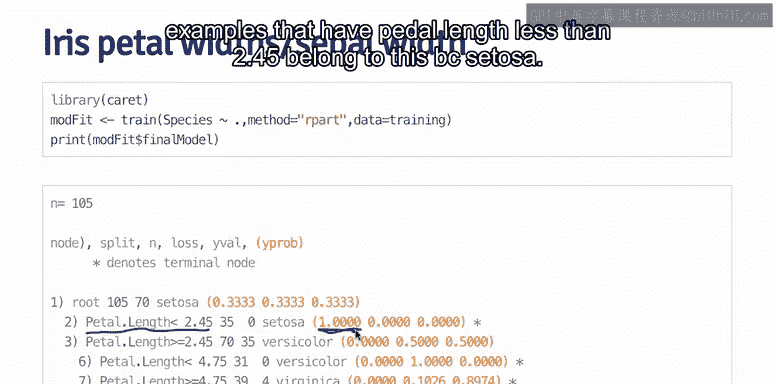 Iris petal widths/sepal width
examples that have pedal length less than
2.45 belong to this bc setosa.
library(caret)
modFit <- train(Species ~ .,method="rpart",data=training)
print(modFit$finalModel)
n= 105
node), split, n, loss, yval, (yprob)
* denotes terminal node
1) root 105 70 setosa (0.3333 0.3333 0.3333)
2) Petal.Length< 2.45 35 0 setosa (1.0000 0.0000 0.0000) *
3) Petal.Length>=2.45 70 35 versicolor (0.0000 0.5000 0.5000)
6) Petal.Length< 4.75 31 0 versicolor (0.0000 1.0000 0.0000) *
7) Petal.Length>=4.75 39 4 virginica (0.0000 0.1026 0.8974) *